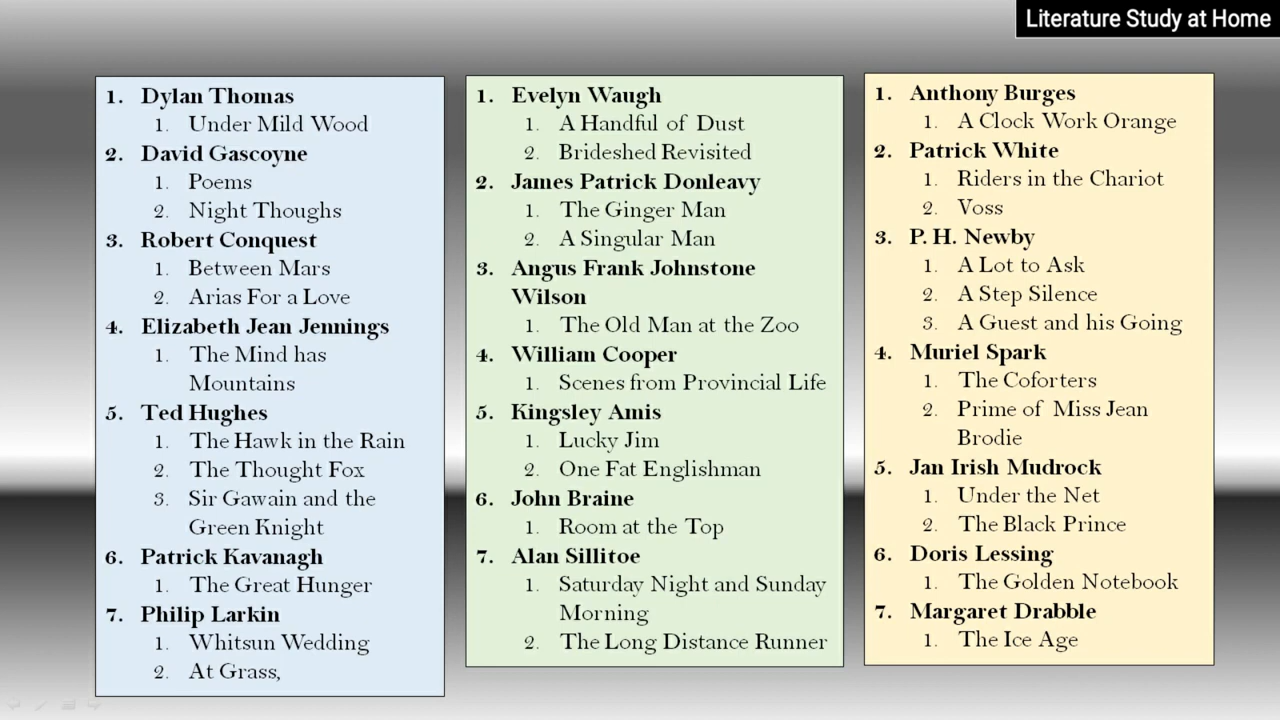 Literature Study at Home
1. Dylan Thomas
1. Under Mild Wood
2. David Gascoyne
1. Poems
2. Night Thoughs
3. Robert Conquest
1. Between Mars
2. Arias For a Love
4. Elizabeth Jean Jennings
1. The Mind has
Mountains
5. Ted Hughes
1. The Hawk in the Rain
2. The Thought Fox
3. Sir Gawain and the
Green Knight
6. Patrick Kavanagh
1. The Great Hunger
7. Philip Larkin
1. Whitsun Wedding
2. At Grass,
1. Evelyn Waugh
1. A Handful of Dust
2. Brideshed Revisited
2. James Patrick Donleavy
1. The Ginger Man
2. A Singular Man
3. Angus Frank Johnstone
Wilson
1. The Old Man at the Zoo
4. William Cooper
1. Scenes from Provincial Life
5. Kingsley Amis
1. Lucky Jim
2. One Fat Englishman
6. John Braine
1. Room at the Top
7. Alan Sillitoe
1. Saturday Night and Sunday
Morning
2. The Long Distance Runner
1. Anthony Burges
1. A Clock Work Orange
2. Patrick White
1. Riders in the Chariot
2. Voss
3. P. H. Newby
1. A Lot to Ask
2. A Step Silence
3. A Guest and his Going
4. Muriel Spark
1. The Coforters
2. Prime of Miss Jean
Brodie
5. Jan Irish Mudrock
1. Under the Net
2. The Black Prince
6. Doris Lessing
1. The Golden Notebook
7. Margaret Drabble
1. The Ice Age